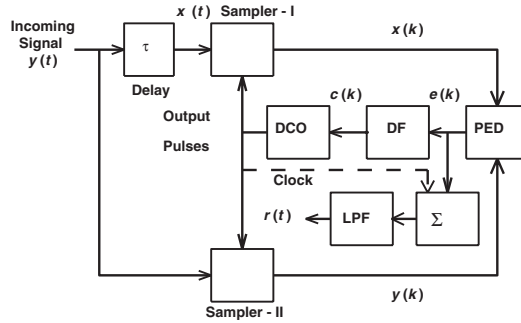 Incoming
Signal
y(t)
τ
Delay
x (t)
Sampler - I
x(k)
Output
Pulses
DCO
c(k)
DF
e(k)
PED
Clock
r(t)
LPF
Σ
Sampler - II
y(k)